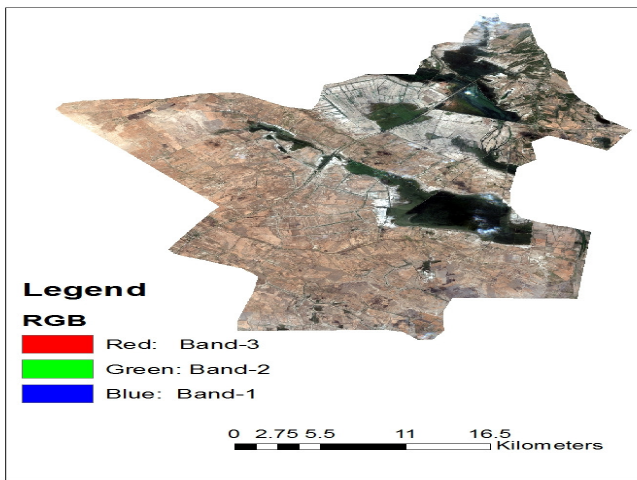 Legend
RGB
Red: Band-3
Green: Band-2
Blue: Band-1
0 2.75 5.5 11 16.5
Kilometers